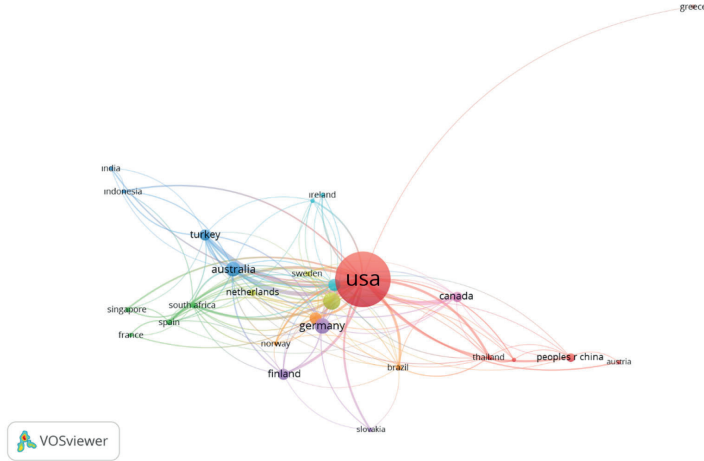 greece
india
indonesia
ireland
turkey
australia
sweden
usa
netherlands
canada
south africa
singapore
spain
germany
france
norway
peoples r china
thailand
austria
brazil
finland
slovakia
VOSviewer